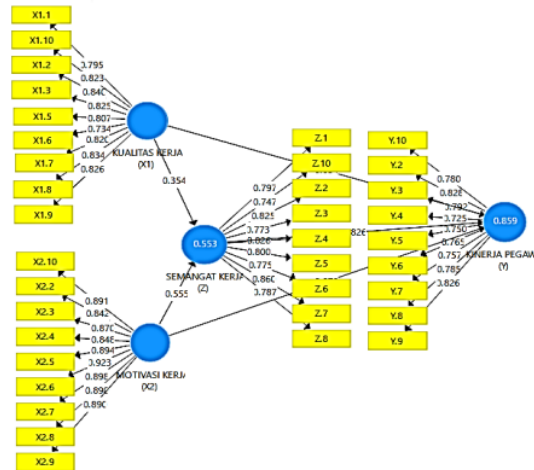 X1.1
X1.10
X1.2
X1.3
X1.5
X1.6
X1.7
X1.8
X1.9
0.795
0.823
0.840
0.825
0.807
0.734
0.820
0.834
0.826
KUALITAS KERJA
(X1)
0.354
0.553
SEMANGAT KERJA
(Z)
0.555
X2.10
X2.2
X2.3
X2.4
X2.5
X2.6
X2.7
X2.8
X2.9
0.891
0.842
0.870
0.848
0.894
0.923
0.898
0.890
MOTIVASI KERJA
(X2)
Z.1
Z.10
Z.2
Z.3
Z.4
Z.5
Z.6
Z.7
Z.8
0.797
0.747
0.825
0.773
0.826
0.800
0.775
0.860
0.787
826
Y.10
Y.2
Y.3
Y.4
Y.5
Y.6
Y.7
Y.8
Y.9
0.780
0.828
0.792
0.725
0.750
0.765
0.757
0.785
0.826
0.859
KINERJA PEGAW
(Y)